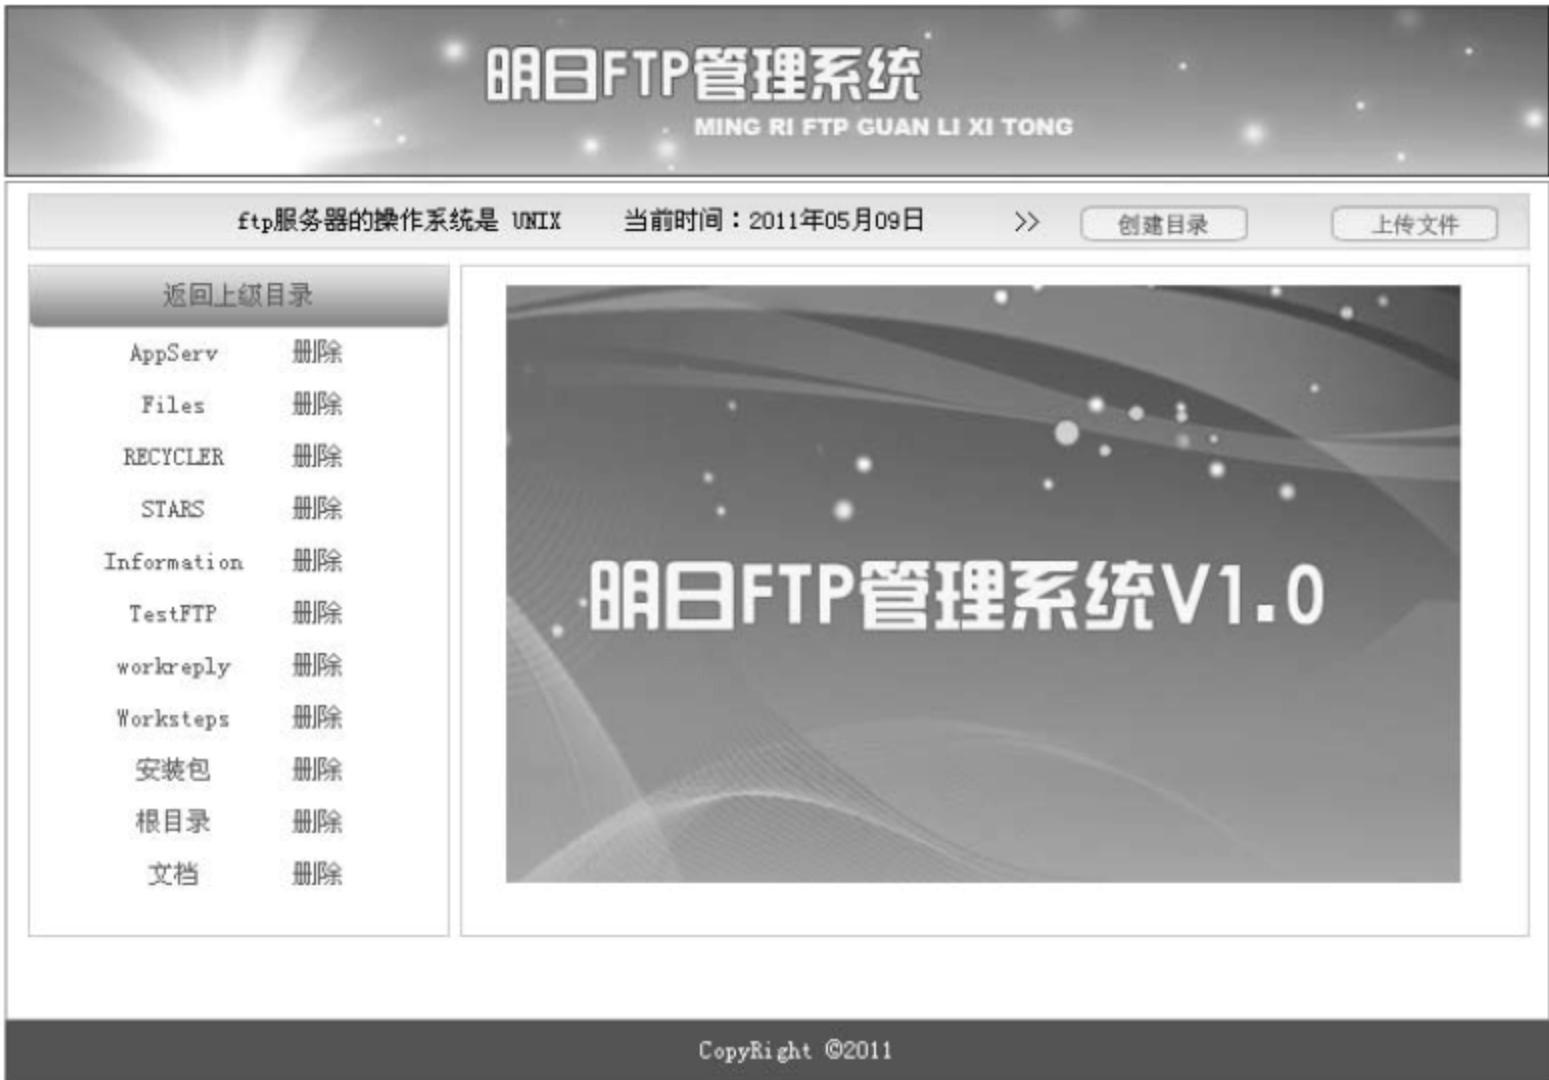 明日FTP管理系统
MING RI FTP GUAN LI XI TONG
ftp服务器的操作系统是 UNIX 当前时间：2011年05月09日 >> 创建目录 上传文件
返回上级目录
AppServ 删除
Files 删除
RECYCLER 删除
STARS 删除
Information 删除
TestFTP 删除
workreply 删除
Worksteps 删除
安装包 删除
根目录 删除
文档 删除
明日FTP管理系统V1.0
CopyRight ©2011